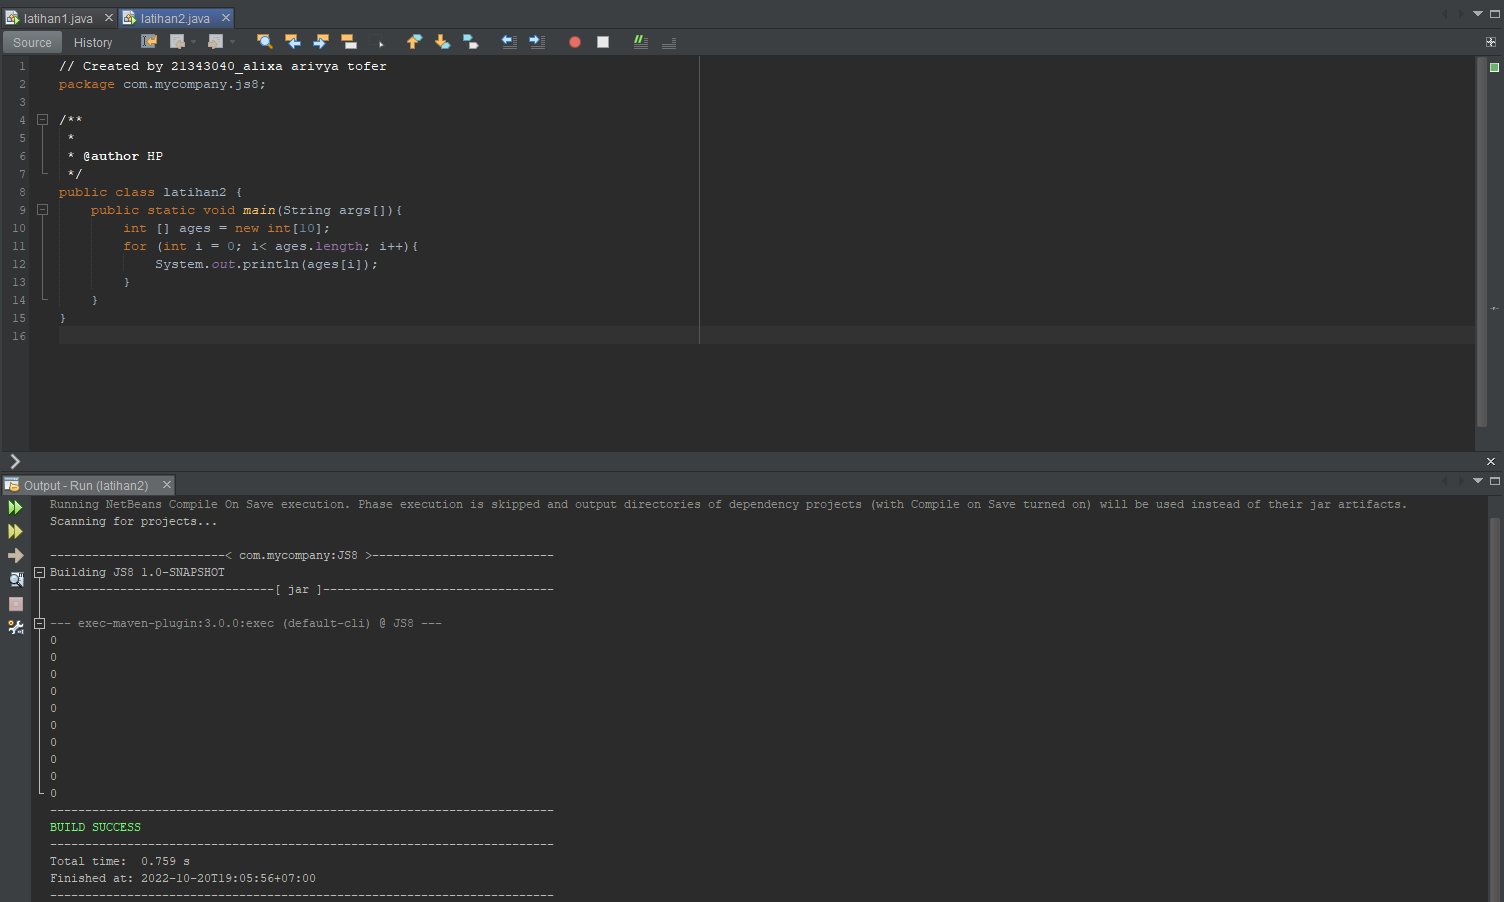 latihan1.java latihan2.java
Source History
1 // Created by 21343040_alixa arivya tofer
2 package com.mycompany.js8;
3
4 /**
5 *
6 * @author HP
7 */
8 public class latihan2 {
9 public static void main(String args[]){
10 int [] ages = new int[10];
11 for (int i = 0; i< ages.length; i++){
12 System.out.println(ages[i]);
13 }
14 }
15 }
16
Output - Run (latihan2)
Running NetBeans Compile On Save execution. Phase execution is skipped and output directories of dependency projects (with Compile on Save turned on) will be used instead of their jar artifacts.
Scanning for projects...
-------------------------< com.mycompany:JS8 >--------------------------
Building JS8 1.0-SNAPSHOT
--------------------------------[ jar ]---------------------------------
--- exec-maven-plugin:3.0.0:exec (default-cli) @ JS8 ---
0
0
0
0
0
0
0
0
0
0
------------------------------------------------------------------------
BUILD SUCCESS
------------------------------------------------------------------------
Total time:  0.759 s
Finished at: 2022-10-20T19:05:56+07:00
------------------------------------------------------------------------